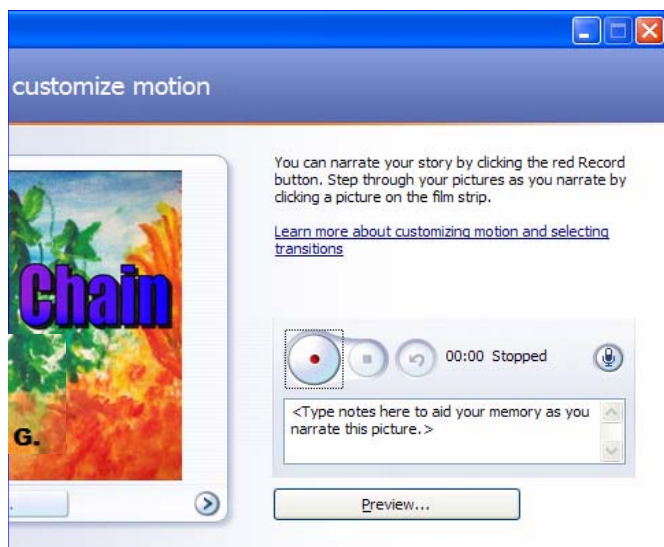 customize motion
You can narrate your story by clicking the red Record
button. Step through your pictures as you narrate by
clicking a picture on the film strip.
Learn more about customizing motion and selecting
transitions
Chain
G.
00:00 Stopped
<Type notes here to aid your memory as you
narrate this picture.>
Preview...